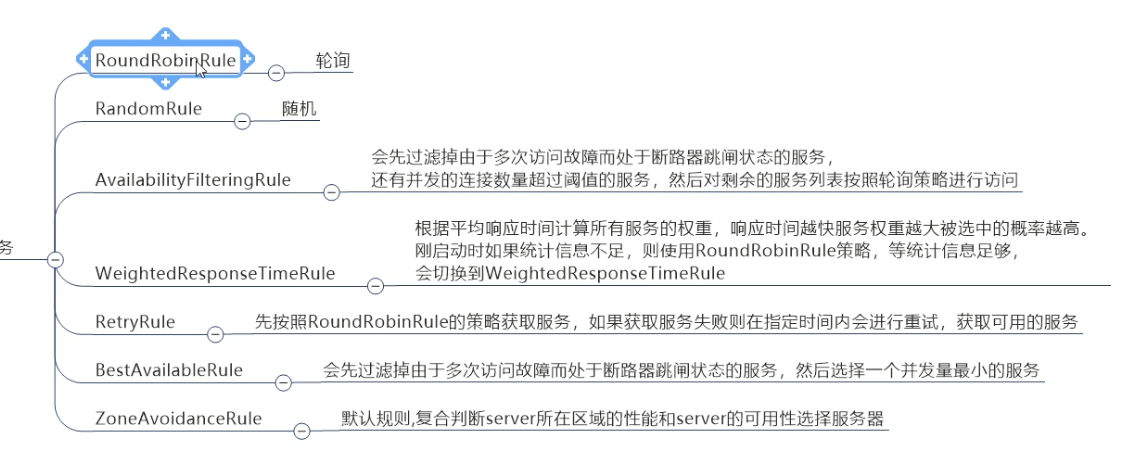 RoundRobinRule
轮询
RandomRule
随机
会先过滤掉由于多次访问故障而处于断路器跳闸状态的服务，
还有并发的连接数量超过阈值的服务，然后对剩余的服务列表按照轮询策略进行访问
AvailabilityFilteringRule
根据平均响应时间计算所有服务的权重，响应时间越快服务权重越大被选中的概率越高。
刚启动时如果统计信息不足，则使用RoundRobinRule策略，等统计信息足够，
会切换到WeightedResponseTimeRule
务
WeightedResponseTimeRule
RetryRule
先按照RoundRobinRule的策略获取服务，如果获取服务失败则在指定时间内会进行重试，获取可用的服务
BestAvailableRule
会先过滤掉由于多次访问故障而处于断路器跳闸状态的服务，然后选择一个并发量最小的服务
ZoneAvoidanceRule
默认规则,复合判断server所在区域的性能和server的可用性选择服务器